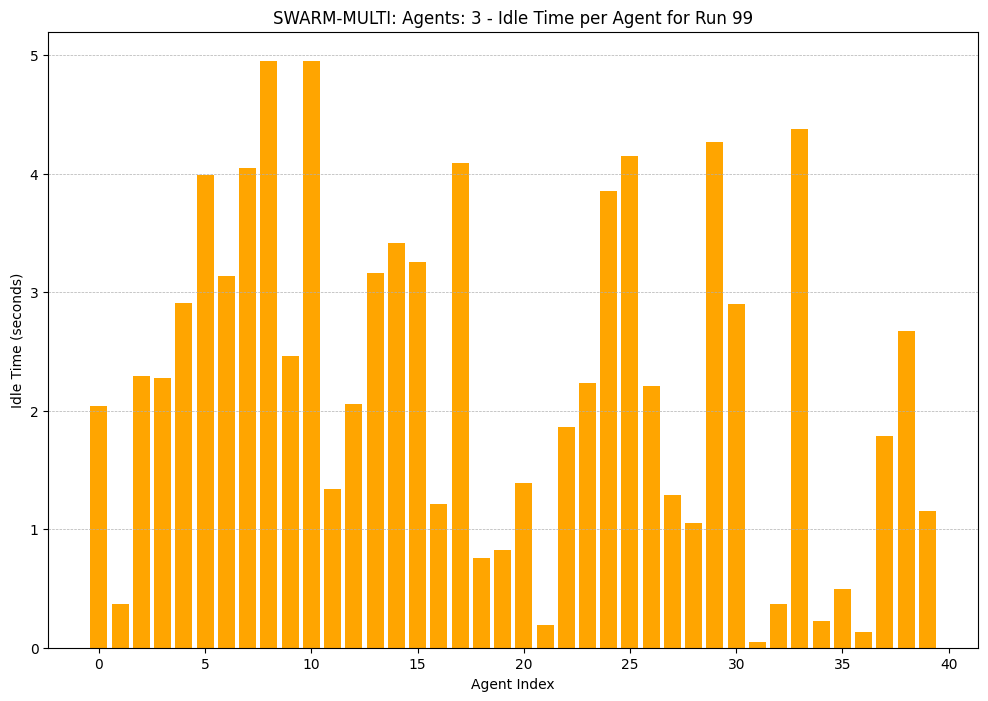 SWARM-MULTI: Agents: 3 - Idle Time per Agent for Run 99
Idle Time (seconds)
5
4
3
2
1
0
0 5 10 15 20 25 30 35 40
Agent Index